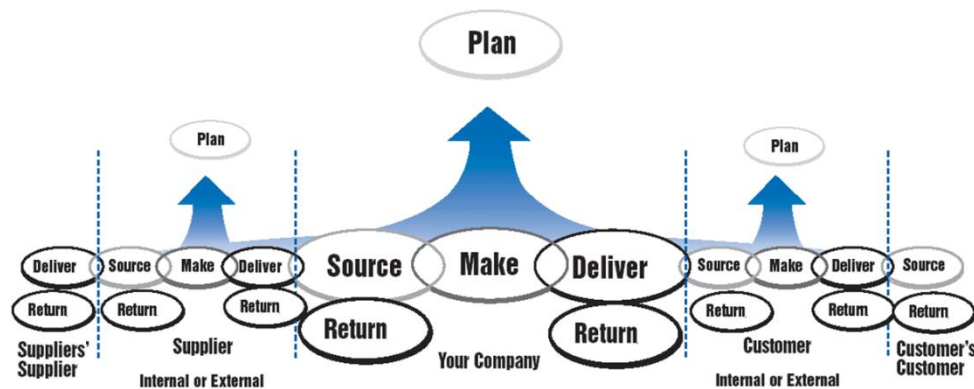 Plan
Plan
Plan
Deliver
Source
Make
Deliver
Source
Make
Deliver
Source
Make
Deliver
Source
Return
Return
Return
Return
Return
Return
Return
Return
Suppliers'
Supplier
Supplier
Internal or External
Your Company
Customer
Internal or External
Customer's
Customer